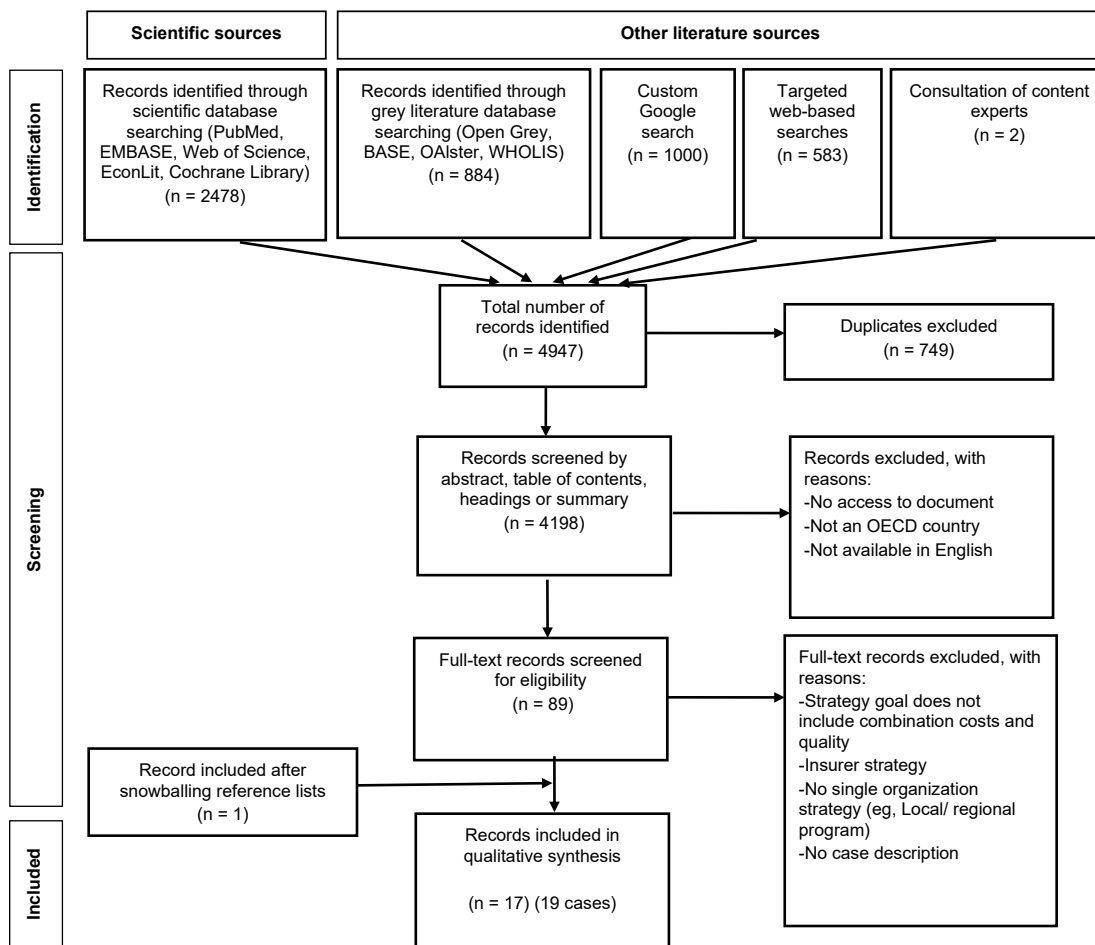 Scientific sources
Other literature sources
Identification
Records identified through
scientific database
searching (PubMed,
EMBASE, Web of Science,
EconLit, Cochrane Library)
(n = 2478)
Records identified through
grey literature database
searching (Open Grey,
BASE, OAIster, WHOLIS)
(n = 884)
Custom
Google
search
(n = 1000)
Targeted
web-based
searches
(n = 583)
Consultation of content
experts
(n = 2)
Screening
Total number of
records identified
(n = 4947)
Duplicates excluded
(n = 749)
Records screened by
abstract, table of contents,
headings or summary
(n = 4198)
Records excluded, with
reasons:
-No access to document
-Not an OECD country
-Not available in English
Full-text records screened
for eligibility
(n = 89)
Full-text records excluded, with
reasons:
-Strategy goal does not
include combination costs and
quality
-Insurer strategy
-No single organization
strategy (eg, Local/ regional
program)
-No case description
Record included after
snowballing reference lists
(n = 1)
Included
Records included in
qualitative synthesis
(n = 17) (19 cases)